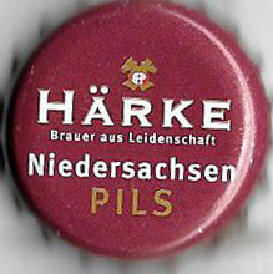 HÄRKE
Brauer aus Leidenschaft
Niedersachsen
PILS